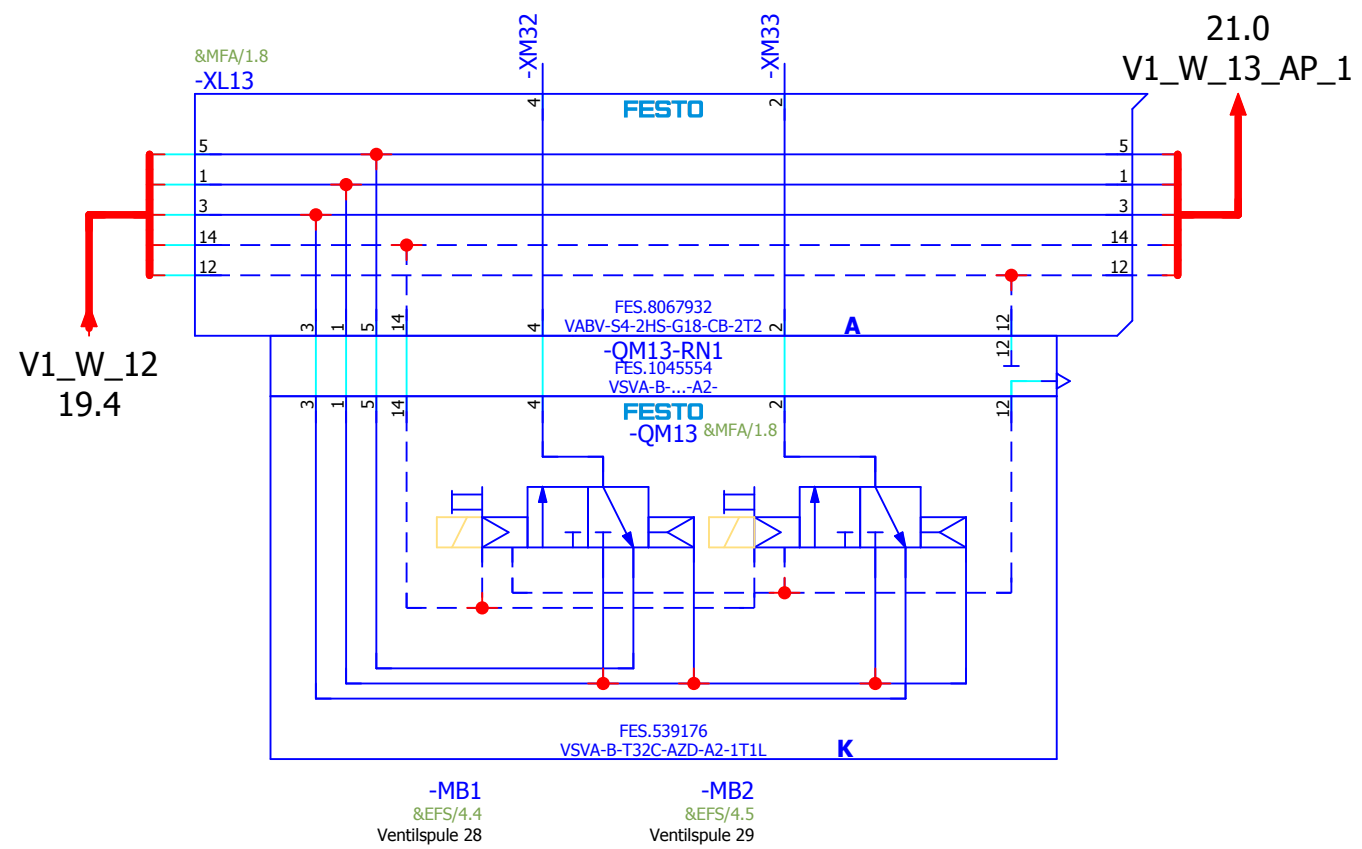 -XM32
-XM33
21.0
V1_W_13_AP_1
&MFA/1.8
-XL13
4
FESTO
2
5
5
1
1
3
3
14
14
12
12
FES.8067932
VABV-S4-2HS-G18-CB-2T2
A
3
1
5
14
4
2
12
V1_W_12
19.4
-QM13-RN1
FES.1045554
VSVA-B-...-A2-
12
3
1
5
14
4
FESTO
2
12
-QM13
&MFA/1.8
FES.539176
VSVA-B-T32C-AZD-A2-1T1L
K
-MB1
&EFS/4.4
Ventilspule 28
-MB2
&EFS/4.5
Ventilspule 29